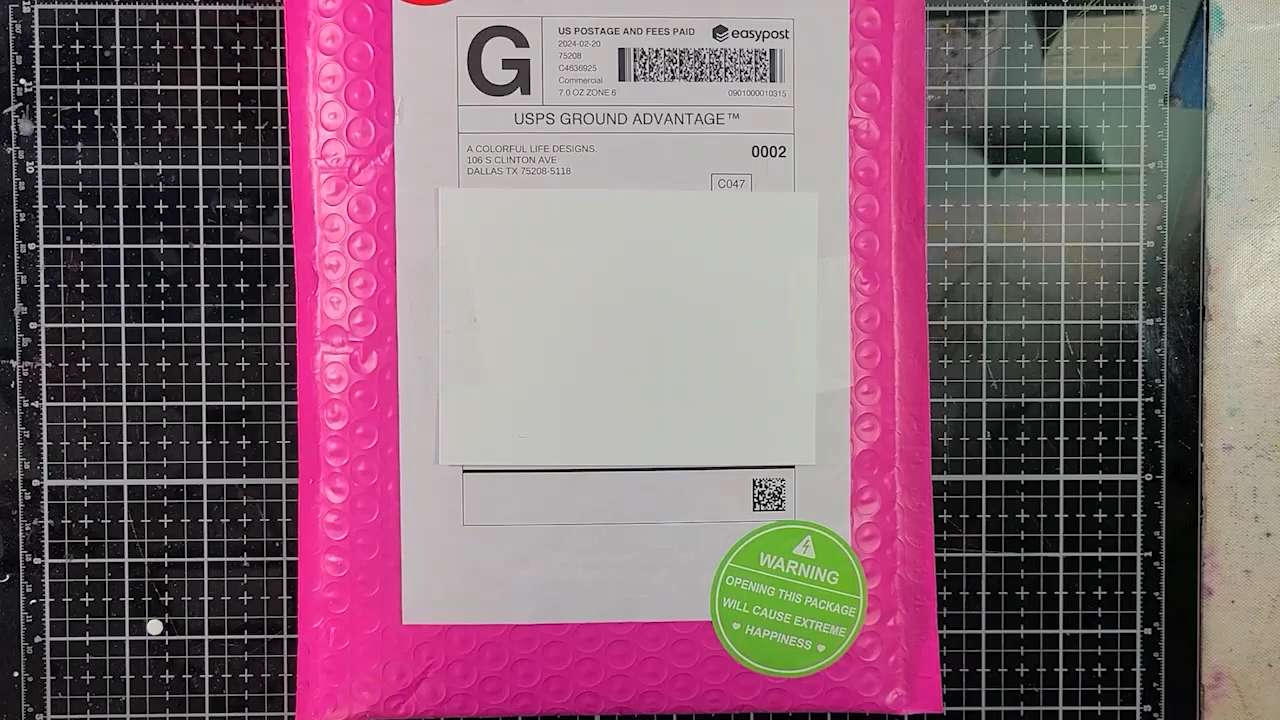 G
US POSTAGE AND FEES PAID
2024-02-20
75208
C4636925
Commercial
7.0 OZ ZONE 6
easypost
0901000010315
USPS GROUND ADVANTAGE™
A COLORFUL LIFE DESIGNS.
106 S CLINTON AVE
DALLAS TX 75208-5118
0002
C047
WARNING
OPENING THIS PACKAGE
WILL CAUSE EXTREME
HAPPINESS